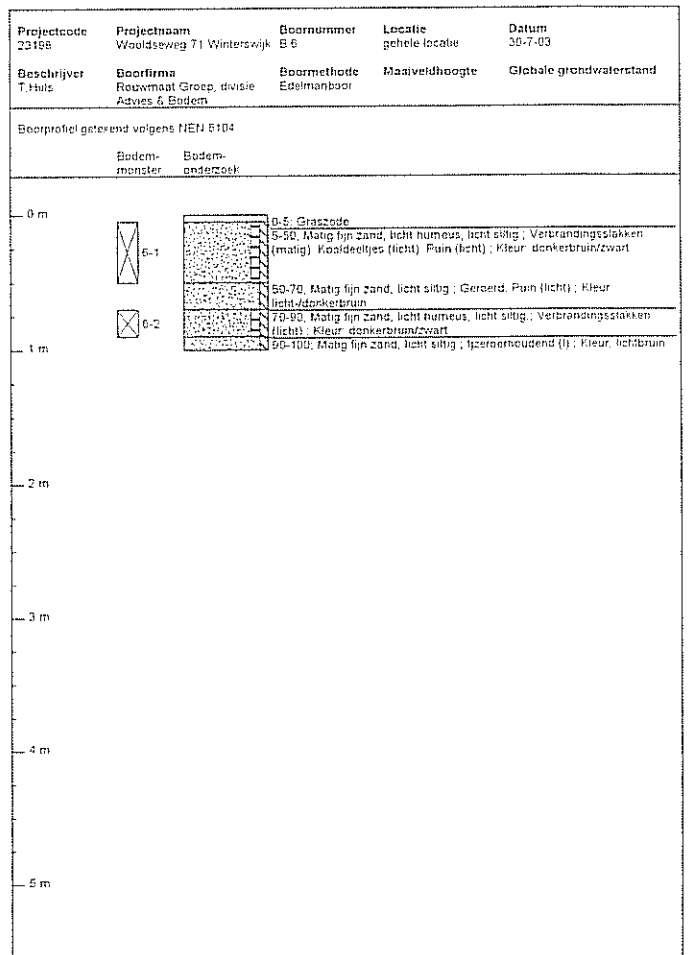 Projectcode Projectnaam Boornummer Locatie Datum
23198 Wooldseweg 71 Winterswijk B 6 gehele locatie 30-7-03
Beschrijver Boorfirma Boormethode Maaiveldhoogte Globale grondwaterstand
T.Huls Rouwmaat Groep, divisie Edelmanboor
Advies & Bodem
Boorprofiel getekend volgens NEN 5104
Bodem- Bodem-
monster onderzoek
0 m
0-5: Graszode
5-50, Matig fijn zand, licht humeus, licht siltig ; Verbrandingsslakken
(matig) Kooldeeltjes (licht) Puin (licht) ; Kleur: donkerbruin/zwart
6-1
50-70, Matig fijn zand, licht siltig ; Geroerd, Puin (licht) ; Kleur
licht-/donkerbruin
70-90, Matig fijn zand, licht humeus, licht siltig ; Verbrandingsslakken
(licht) ; Kleur: donkerbruin/zwart
6-2
90-100, Matig fijn zand, licht siltig ; Ijzeroerhoudend (l) ; Kleur, lichtbruin
1 m
2 m
3 m
4 m
5 m